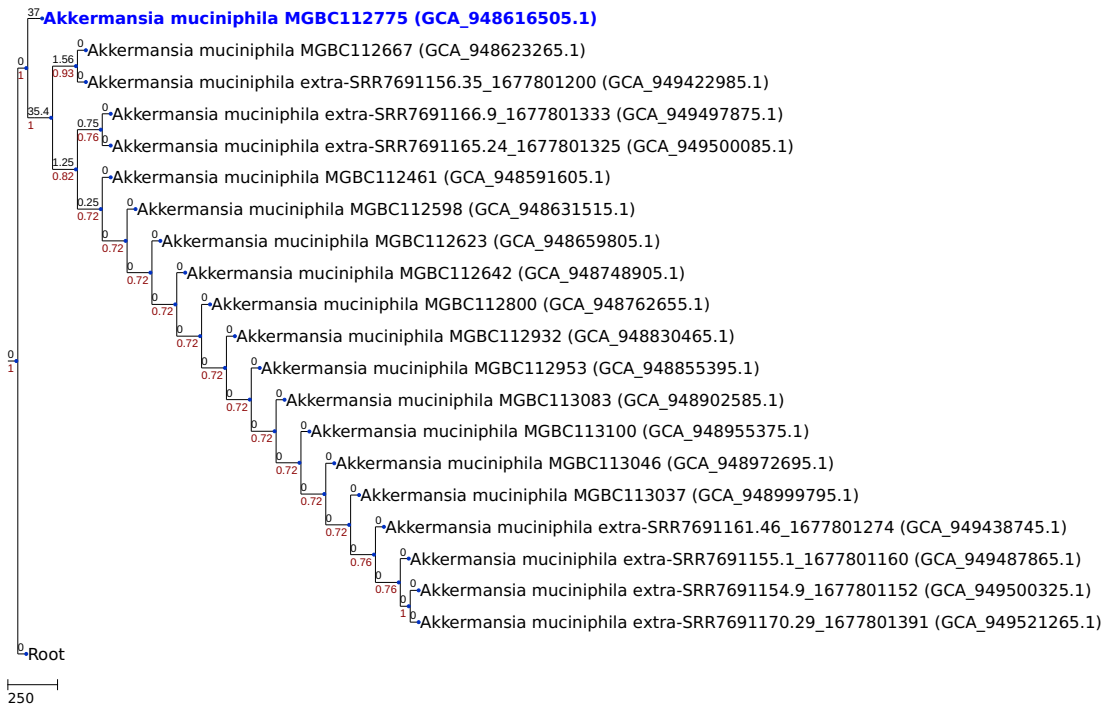 37 Akkermansia muciniphila MGBC112775 (GCA_948616505.1)
0 Akkermansia muciniphila MGBC112667 (GCA_948623265.1)
0
1
1.56
0.93
0 Akkermansia muciniphila extra-SRR7691156.35_1677801200 (GCA_949422985.1)
35.4
1
0 Akkermansia muciniphila extra-SRR7691166.9_1677801333 (GCA_949497875.1)
0.75
0.76
0 Akkermansia muciniphila extra-SRR7691165.24_1677801325 (GCA_949500085.1)
1.25
0.82
0 Akkermansia muciniphila MGBC112461 (GCA_948591605.1)
0.25
0.72
0 Akkermansia muciniphila MGBC112598 (GCA_948631515.1)
0
0.72
0 Akkermansia muciniphila MGBC112623 (GCA_948659805.1)
0
0.72
0 Akkermansia muciniphila MGBC112642 (GCA_948748905.1)
0
0.72
0 Akkermansia muciniphila MGBC112800 (GCA_948762655.1)
0
0.72
0 Akkermansia muciniphila MGBC112932 (GCA_948830465.1)
0
1
0
0.72
0 Akkermansia muciniphila MGBC112953 (GCA_948855395.1)
0
0.72
0 Akkermansia muciniphila MGBC113083 (GCA_948902585.1)
0
0.72
0 Akkermansia muciniphila MGBC113100 (GCA_948955375.1)
0
0.72
0 Akkermansia muciniphila MGBC113046 (GCA_948972695.1)
0
0.72
0 Akkermansia muciniphila MGBC113037 (GCA_948999795.1)
0
0.72
0 Akkermansia muciniphila extra-SRR7691161.46_1677801274 (GCA_949438745.1)
0
0.76
0 Akkermansia muciniphila extra-SRR7691155.1_1677801160 (GCA_949487865.1)
0
0.76
0 Akkermansia muciniphila extra-SRR7691154.9_1677801152 (GCA_949500325.1)
0
1
0 Akkermansia muciniphila extra-SRR7691170.29_1677801391 (GCA_949521265.1)
0 Root
250